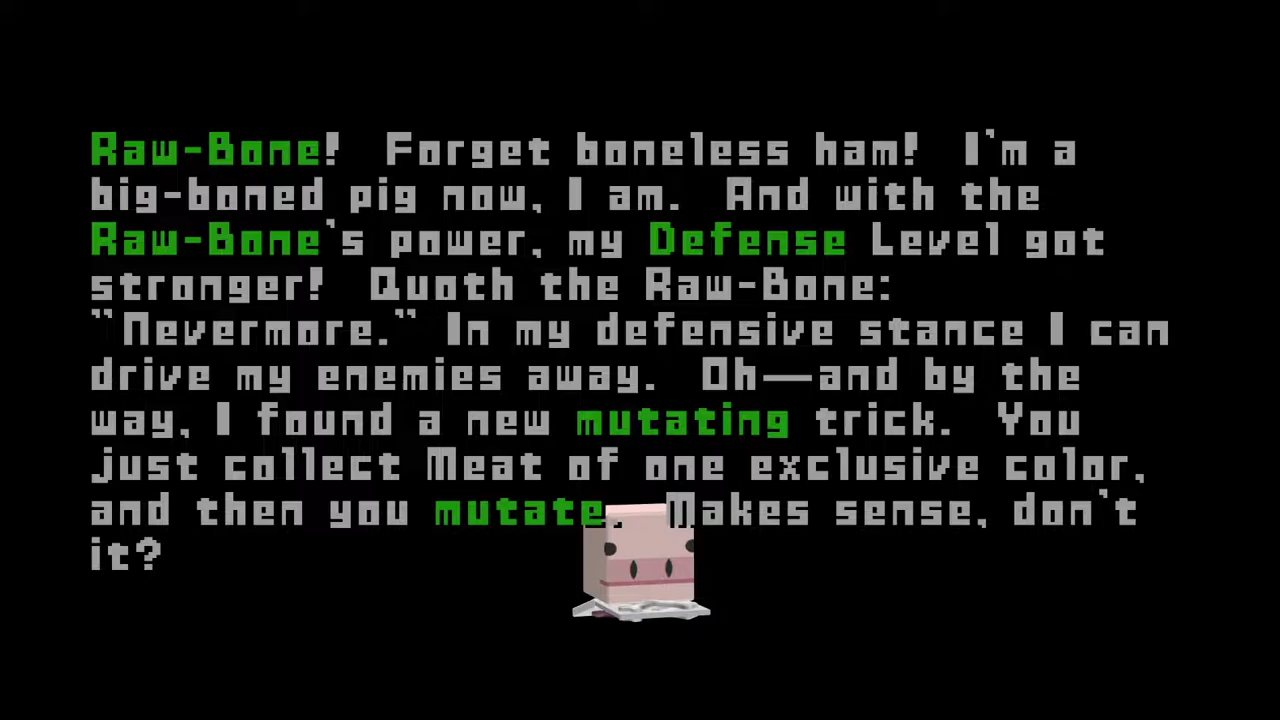 Raw-Bone!  Forget boneless ham!  I'm a
big-boned pig now, I am.  And with the
Raw-Bone's power, my Defense Level got
stronger!  Quoth the Raw-Bone:
"Nevermore." In my defensive stance I can
drive my enemies away.  Oh—and by the
way, I found a new mutating trick.  You
just collect Meat of one exclusive color,
and then you mutate.  Makes sense, don't
it?